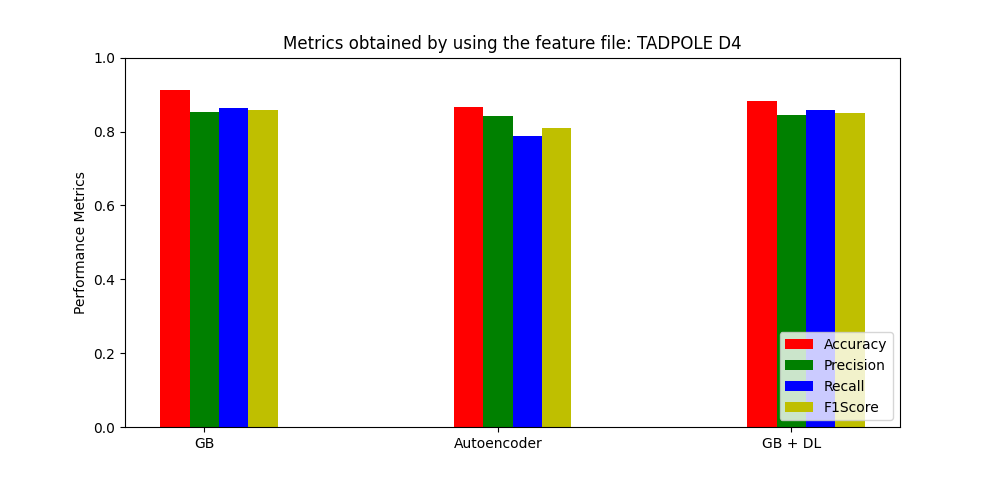 Metrics obtained by using the feature file: TADPOLE D4
Performance Metrics
1.0
0.8
0.6
0.4
0.2
0.0
GB
Autoencoder
GB + DL
Accuracy
Precision
Recall
F1Score